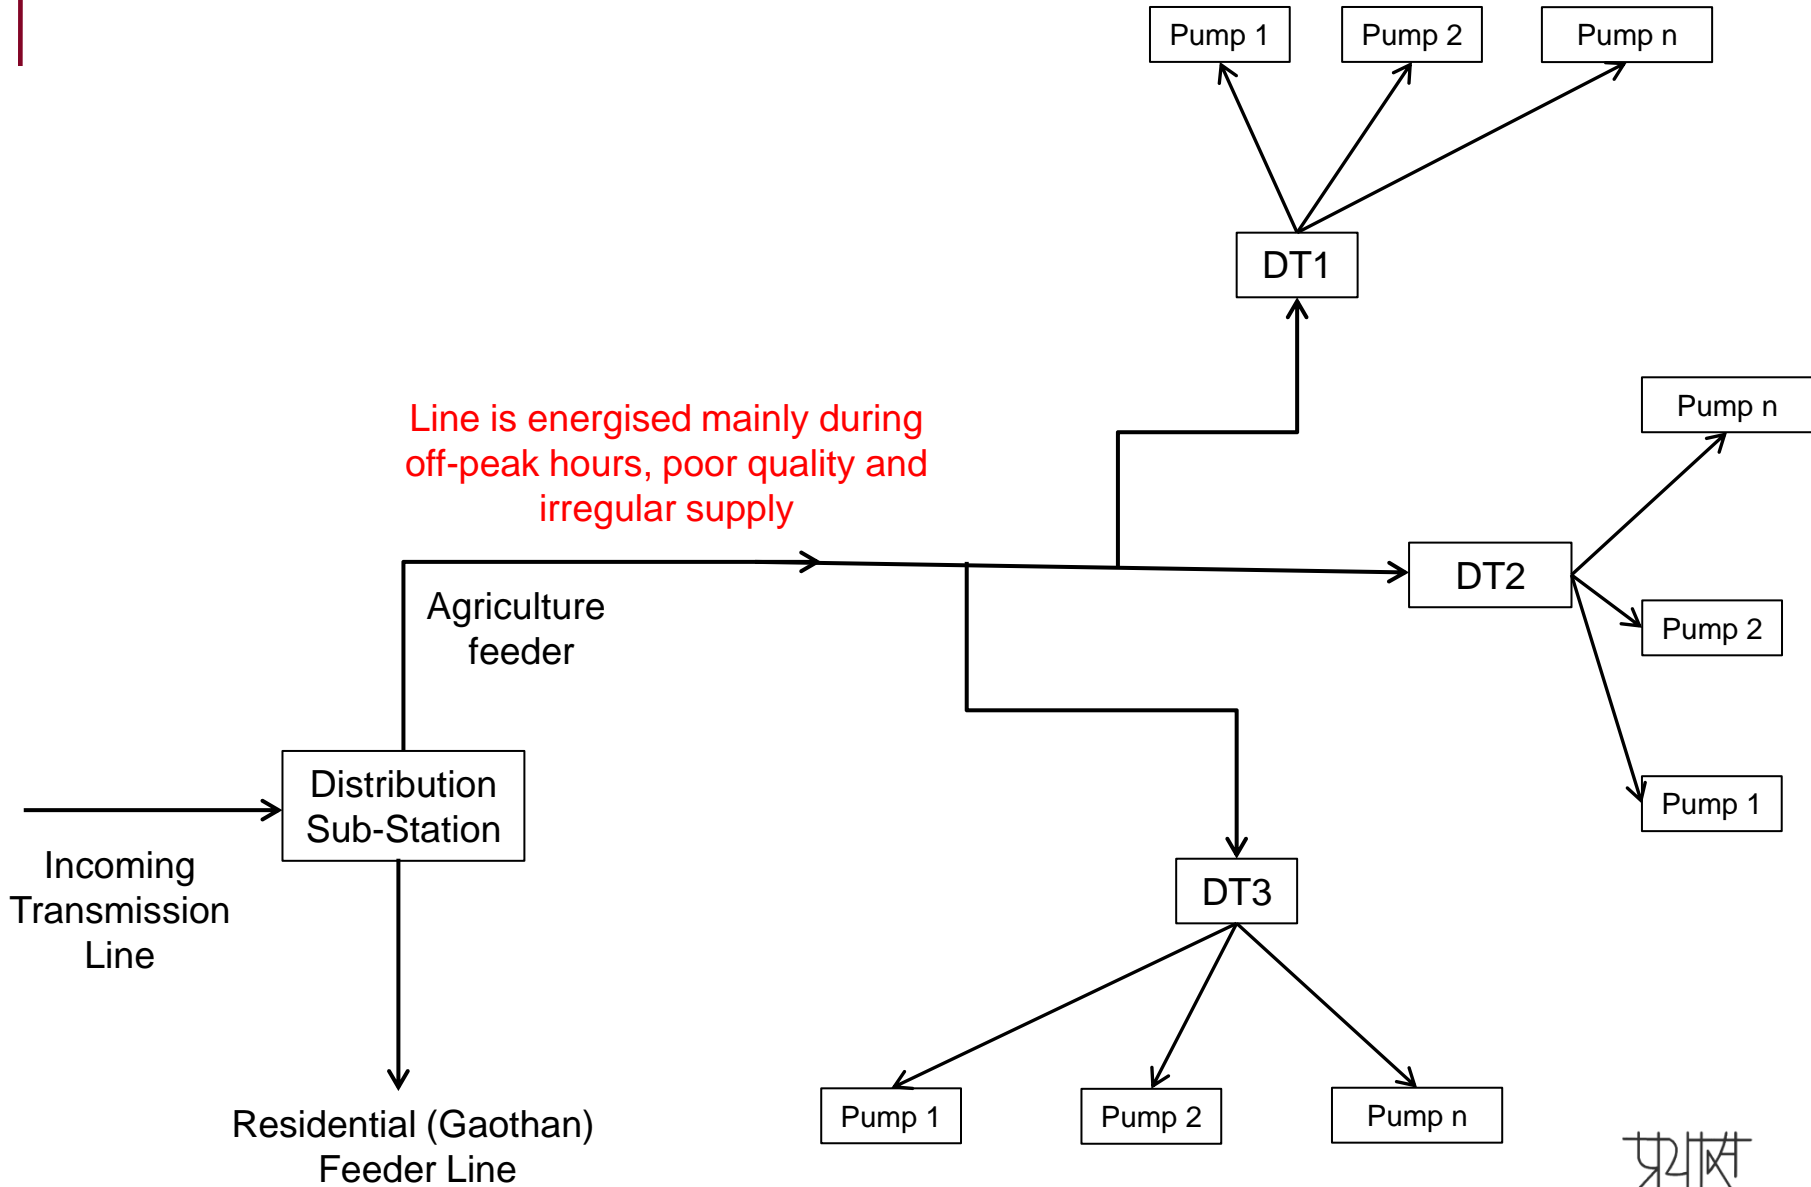 Pump 1
Pump 2
Pump n
DT1
Line is energised mainly during
off-peak hours, poor quality and
irregular supply
Pump n
DT2
Pump 2
Pump 1
Agriculture
feeder
Distribution
Sub-Station
Incoming
Transmission
Line
DT3
Pump 1
Pump 2
Pump n
Residential (Gaothan)
Feeder Line
प्रयास